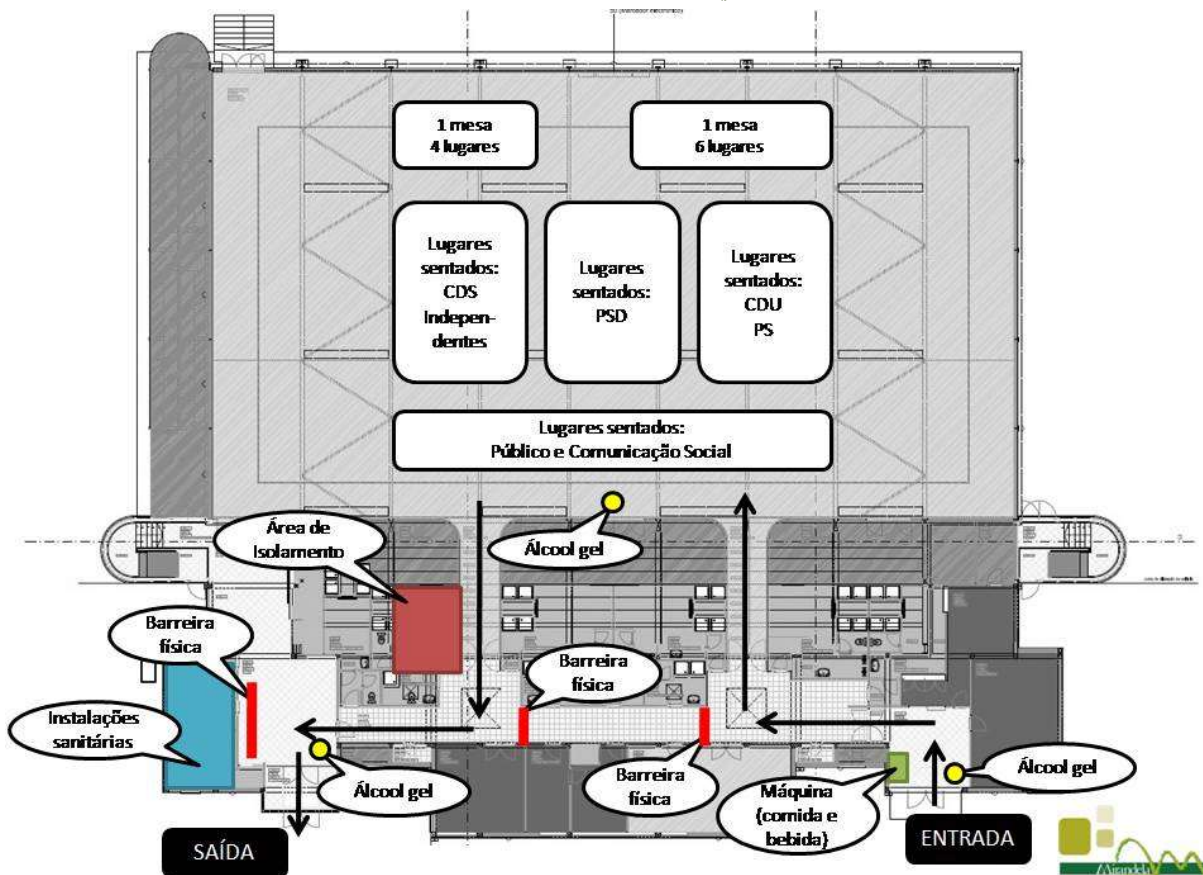 1 mesa
4 lugares
1 mesa
6 lugares
Lugares
sentados:
CDS
Indepen-
dentes
Lugares
sentados:
PSD
Lugares
sentados:
CDU
PS
Lugares sentados:
Público e Comunicação Social
Área de
Isolamento
Álcool gel
Barreira
física
Barreira
física
Instalações
sanitárias
Álcool gel
Barreira
física
Máquina
(comida e
bebida)
Álcool gel
SAÍDA
ENTRADA
Mirandela